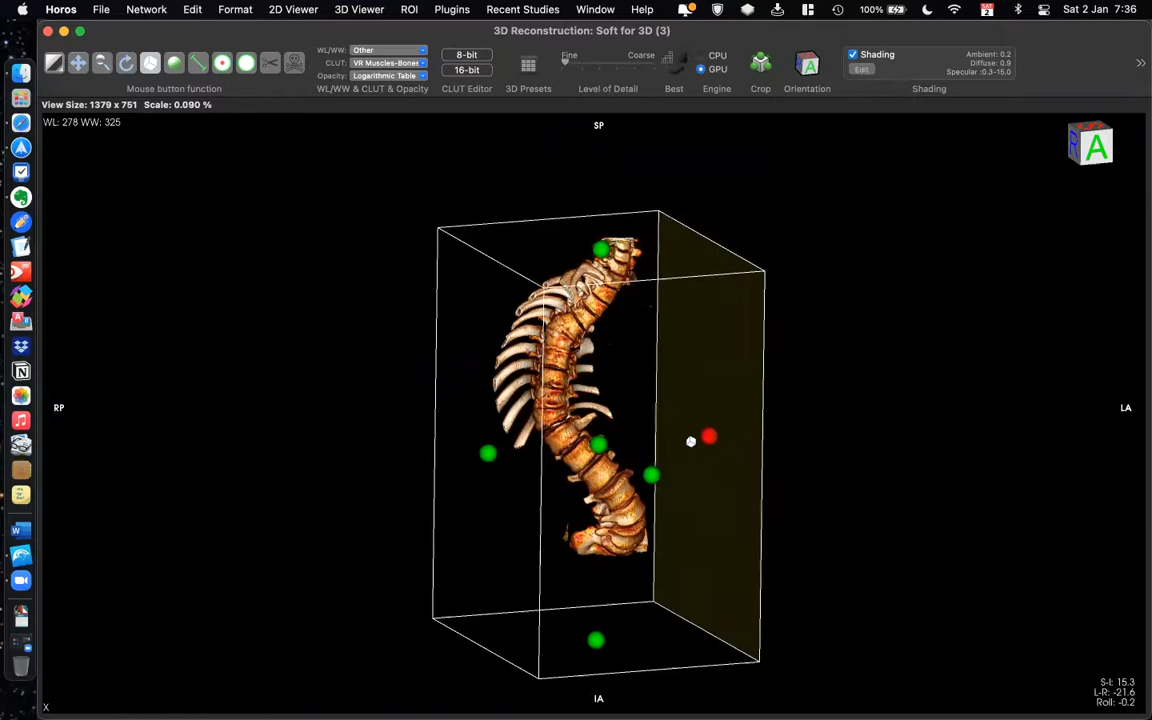 Horos File Network Edit Format 2D Viewer 3D Viewer ROI Plugins Recent Studies Window Help 100% Sat 2 Jan 7:36
3D Reconstruction: Soft for 3D (3)
WL/WW: Other
CLUT: VR Muscles-Bones
Opacity: Logarithmic Table
8-bit
16-bit
Fine Coarse
CPU
GPU
Shading
Edit
Ambient: 0.2
Diffuse: 0.9
Specular :0.3-15.0
Mouse button function WL/WW & CLUT & Opacity CLUT Editor 3D Presets Level of Detail Best Engine Crop Orientation Shading
View Size: 1379 x 751 Scale: 0.090 %
WL: 278 WW: 325
SP
R A
RP
LA
IA
S-I: 15.3
L-R: -21.6
Roll: -0.2
X